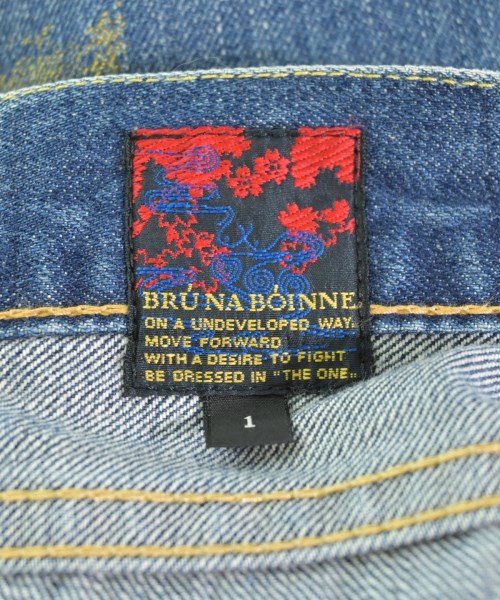 BRÚ NA BÓINNE
ON A UNDEVELOPED WAY.
MOVE FORWARD
WITH A DESIRE TO FIGHT
BE DRESSED IN "THE ONE„
1